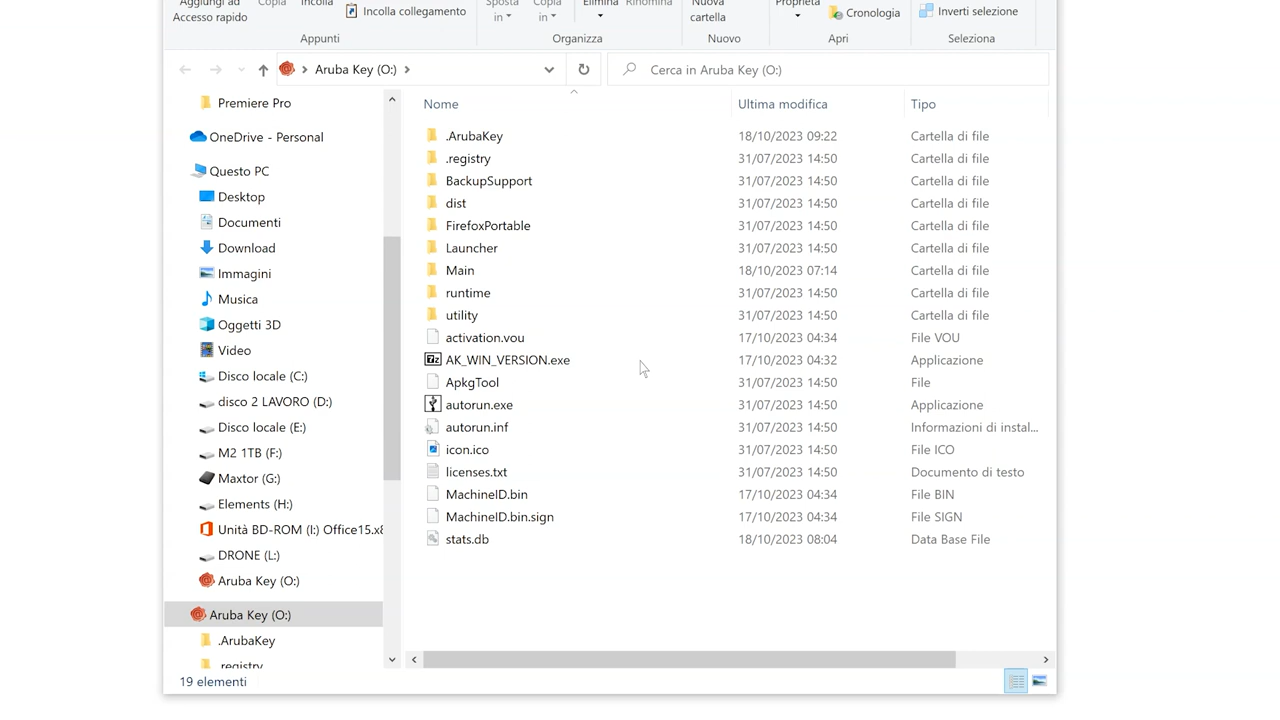 Aggiungi ad
Accesso rapido
Copia
Incolla
Incolla collegamento
Sposta
in
Copia
in
Elimina
Rinomina
Nuova
cartella
Proprietà
Cronologia
Inverti selezione
Appunti
Organizza
Nuovo
Apri
Seleziona
Aruba Key (O:)
Cerca in Aruba Key (O:)
Premiere Pro
OneDrive - Personal
Questo PC
Desktop
Documenti
Download
Immagini
Musica
Oggetti 3D
Video
Disco locale (C:)
disco 2 LAVORO (D:)
Disco locale (E:)
M2 1TB (F:)
Maxtor (G:)
Elements (H:)
Unità BD-ROM (I:) Office15.x8
DRONE (L:)
Aruba Key (O:)
Aruba Key (O:)
.ArubaKey
.registry
Nome Ultima modifica Tipo
.ArubaKey 18/10/2023 09:22 Cartella di file
.registry 31/07/2023 14:50 Cartella di file
BackupSupport 31/07/2023 14:50 Cartella di file
dist 31/07/2023 14:50 Cartella di file
FirefoxPortable 31/07/2023 14:50 Cartella di file
Launcher 31/07/2023 14:50 Cartella di file
Main 18/10/2023 07:14 Cartella di file
runtime 31/07/2023 14:50 Cartella di file
utility 31/07/2023 14:50 Cartella di file
activation.vou 17/10/2023 04:34 File VOU
AK_WIN_VERSION.exe 17/10/2023 04:32 Applicazione
ApkgTool 31/07/2023 14:50 File
autorun.exe 31/07/2023 14:50 Applicazione
autorun.inf 31/07/2023 14:50 Informazioni di instal...
icon.ico 31/07/2023 14:50 File ICO
licenses.txt 31/07/2023 14:50 Documento di testo
MachineID.bin 17/10/2023 04:34 File BIN
MachineID.bin.sign 17/10/2023 04:34 File SIGN
stats.db 18/10/2023 08:04 Data Base File
19 elementi